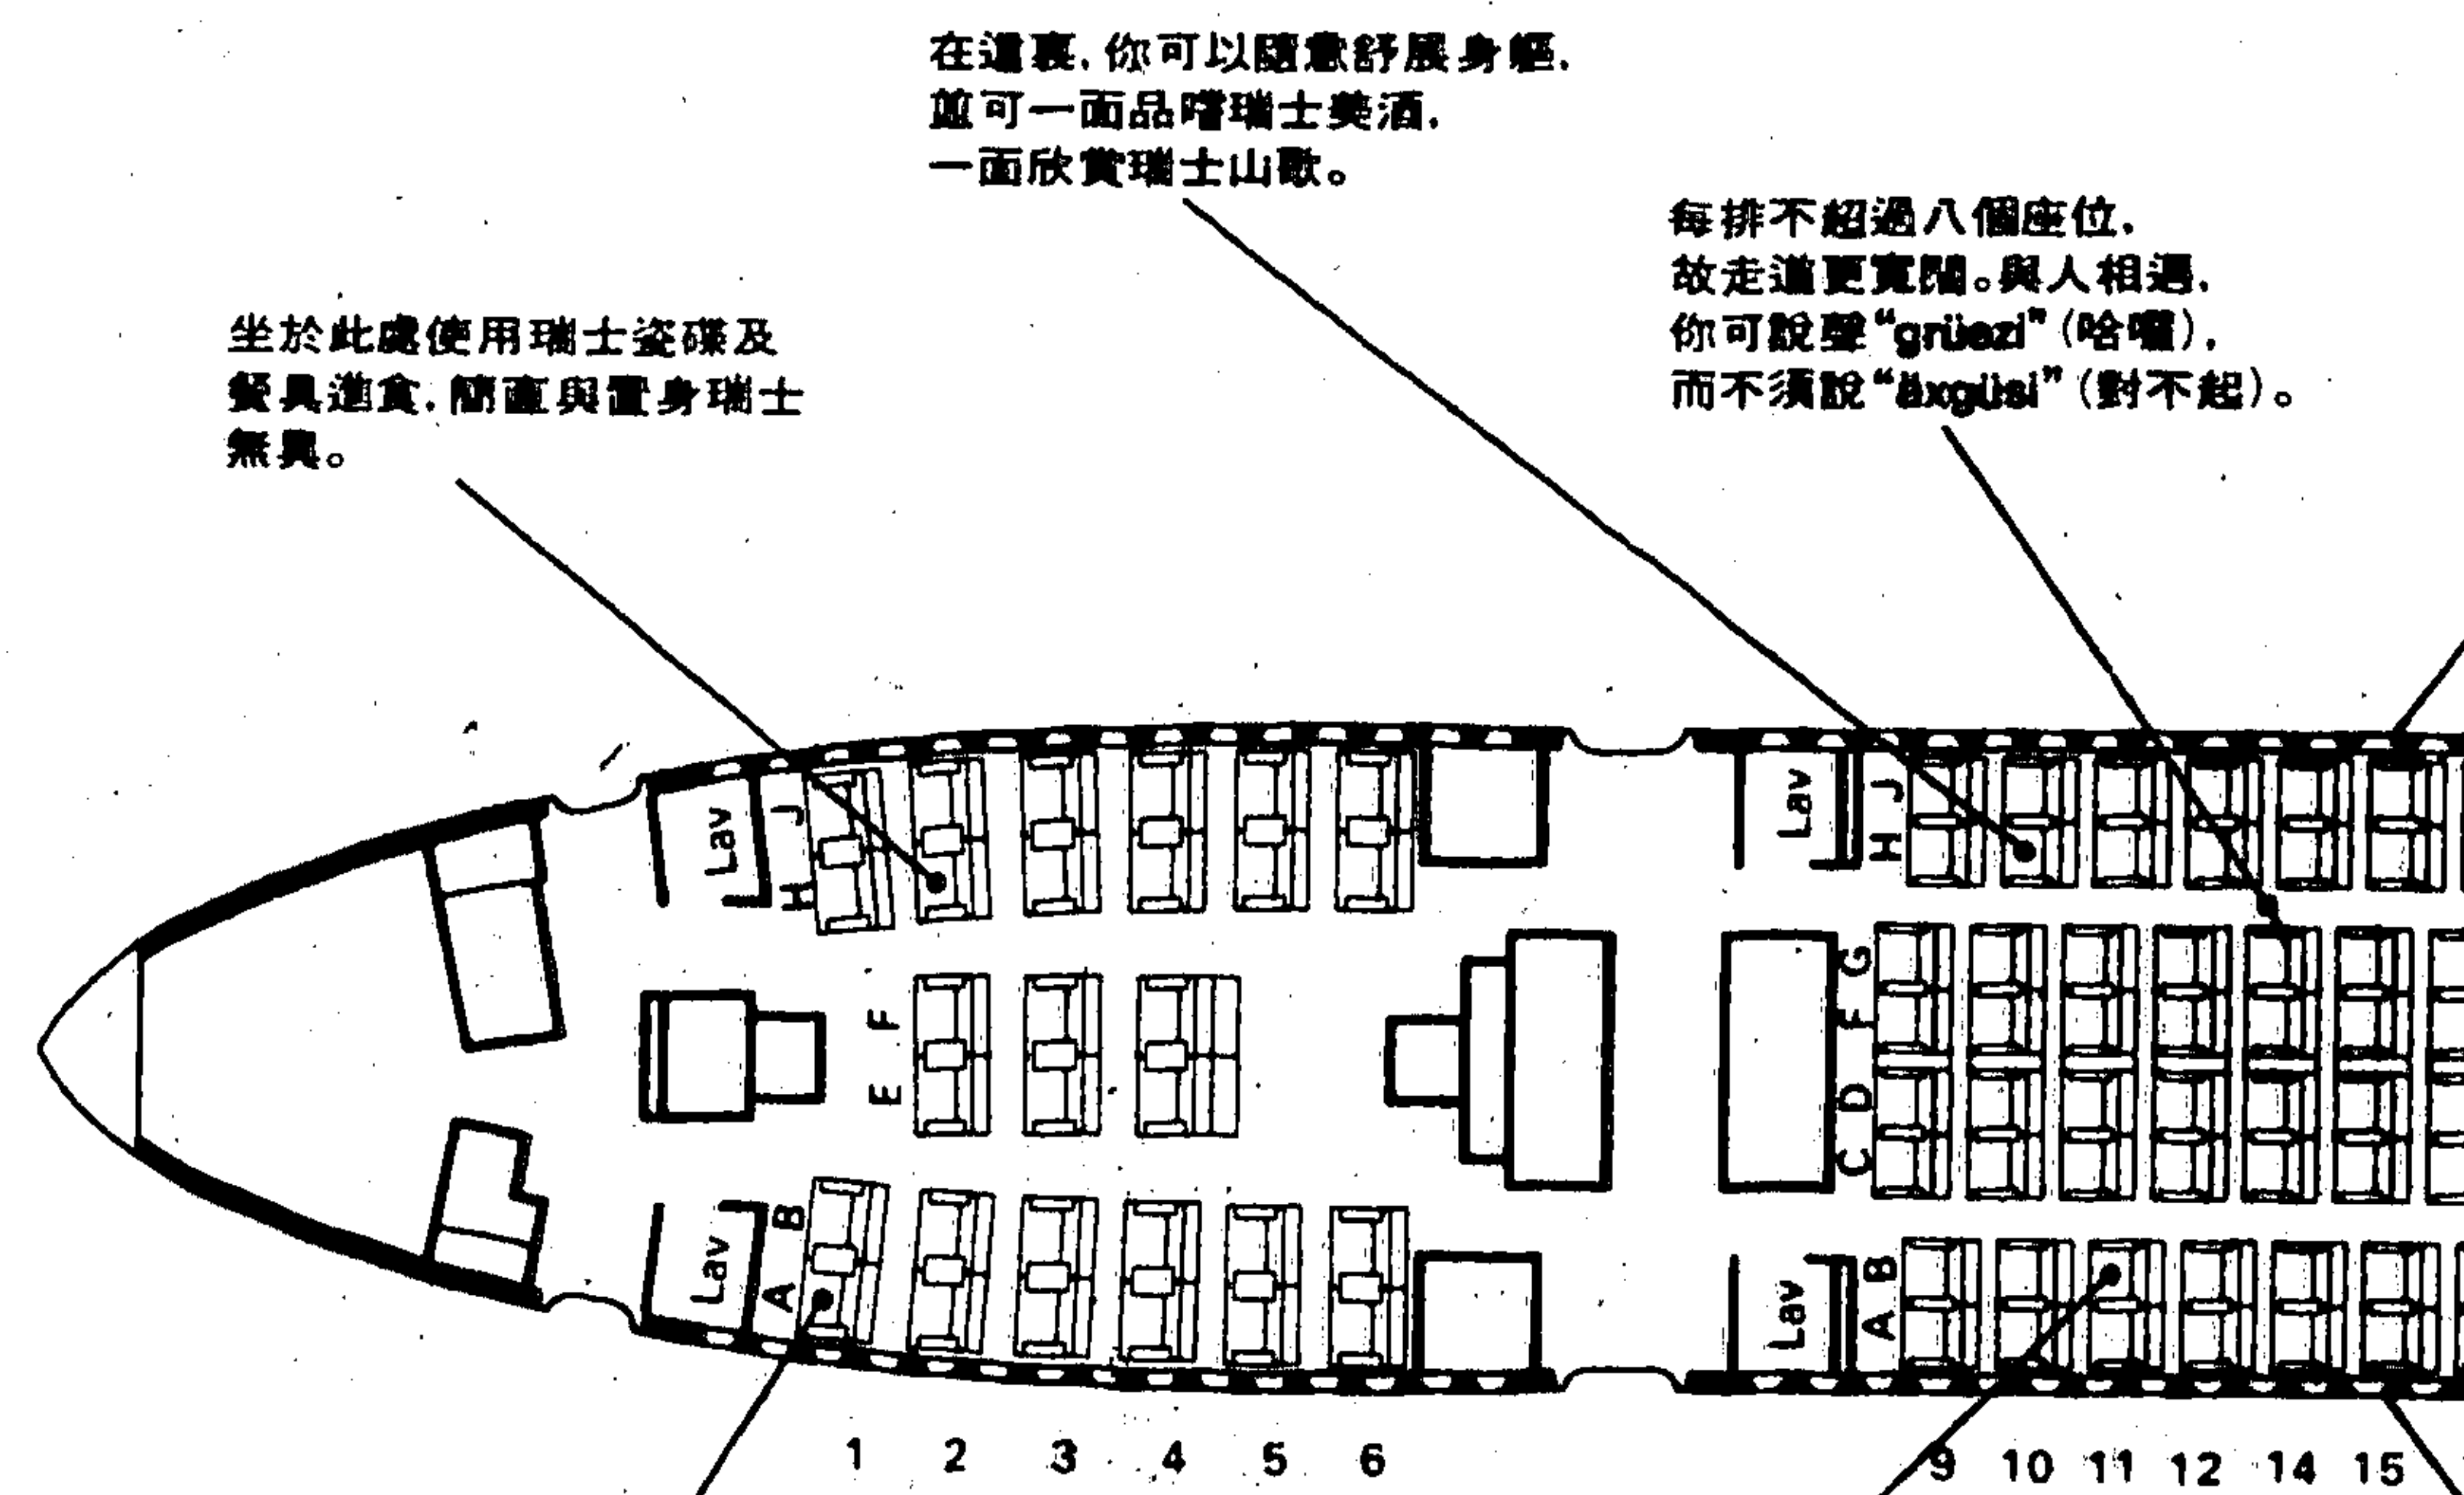 在這裏，你可以隨意舒展身軀，
並可一面品嚐瑞士美酒，
一面欣賞瑞士山歌。
每排不超過八個座位，
故走道更寬闊。與人相遇，
你可說聲“grüezi”（哈囉），
而不須說“äxgüsi”（對不起）。
坐於此處使用瑞士瓷碟及
餐具進食，簡直與置身瑞士
無異。
Lav
J
H
Lav
J
H
F
E
G
F
D
C
Lav
B
A
Lav
B
A
1 2 3 4 5 6 9 10 11 12 14 15